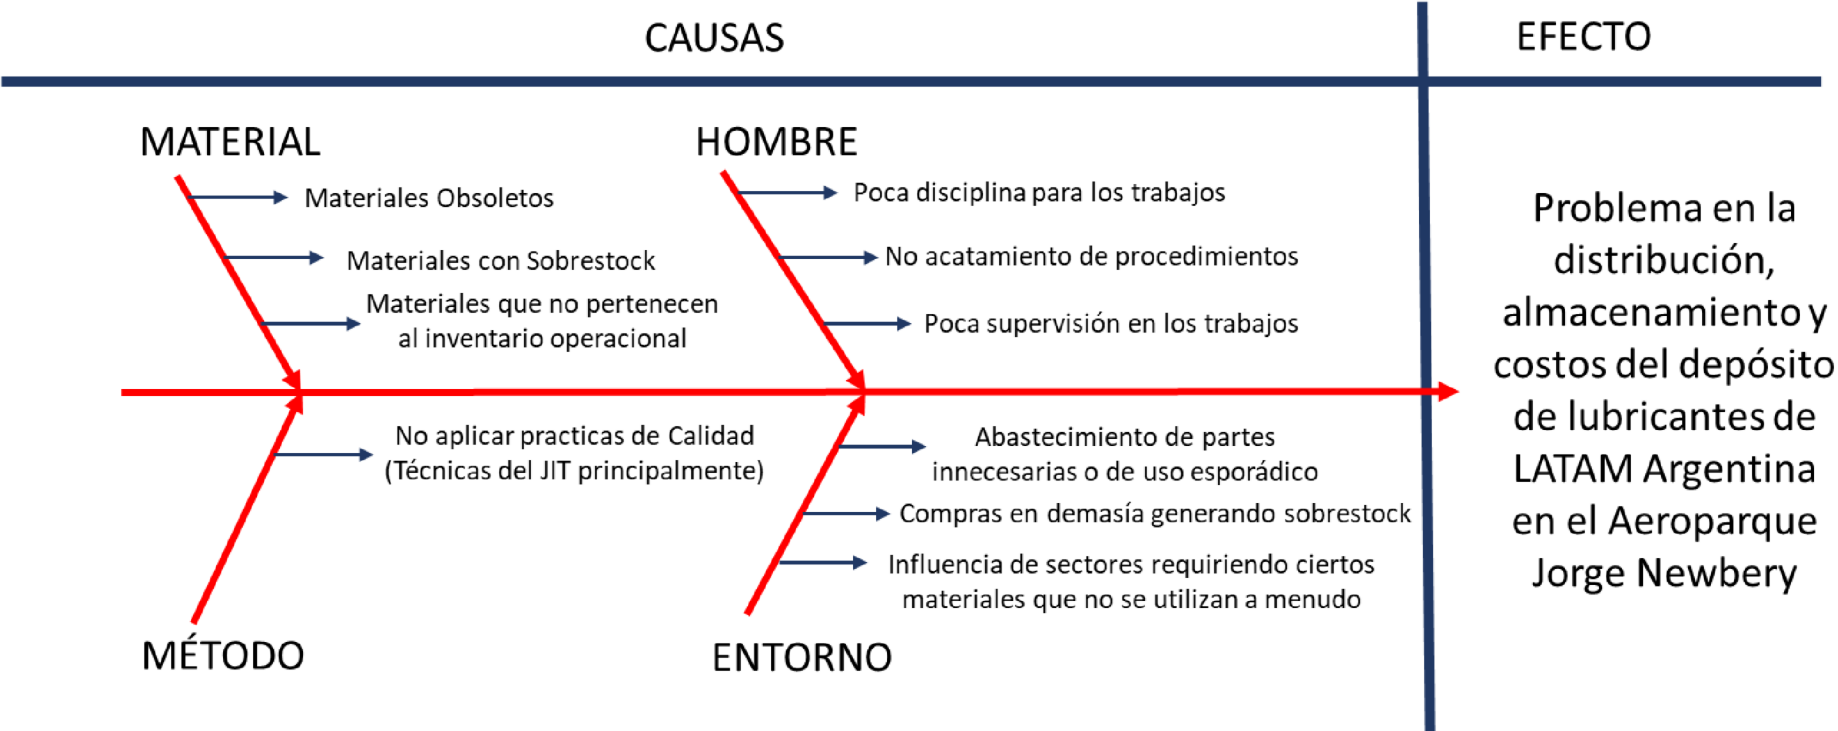 CAUSAS
EFECTO
MATERIAL
Materiales Obsoletos
Materiales con Sobrestock
Materiales que no pertenecen
al inventario operacional
HOMBRE
Poca disciplina para los trabajos
No acatamiento de procedimientos
Poca supervisión en los trabajos
No aplicar practicas de Calidad
(Técnicas del JIT principalmente)
MÉTODO
Abastecimiento de partes
innecesarias o de uso esporádico
Compras en demasía generando sobrestock
Influencia de sectores requiriendo ciertos
materiales que no se utilizan a menudo
ENTORNO
Problema en la
distribución,
almacenamiento y
costos del depósito
de lubricantes de
LATAM Argentina
en el Aeroparque
Jorge Newbery